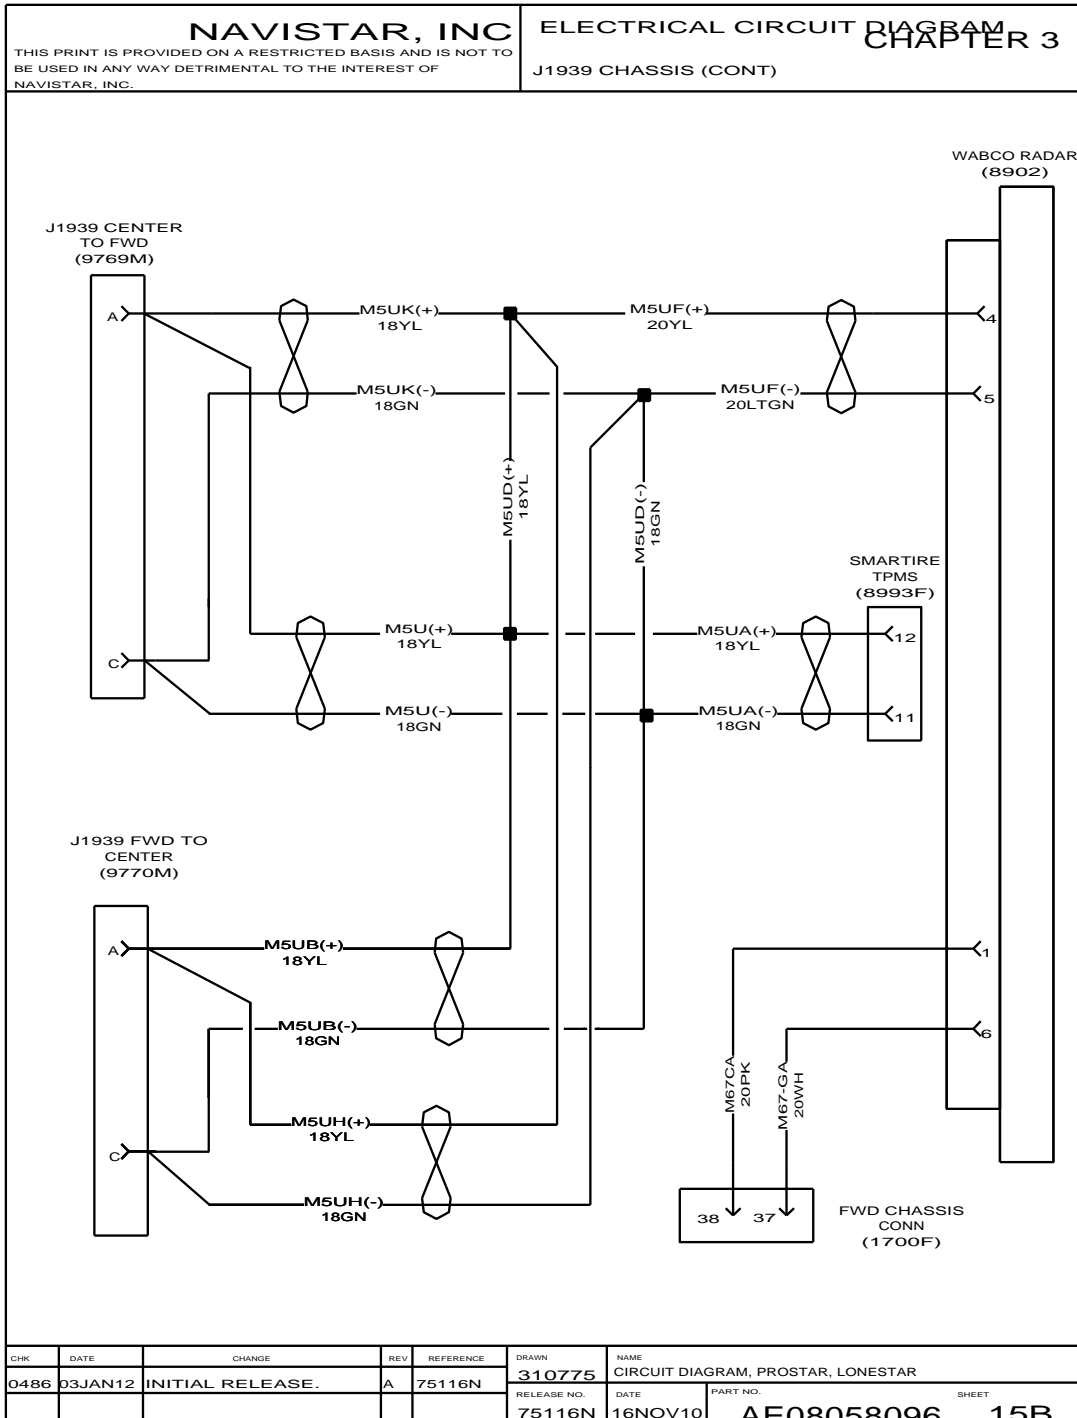 NAVISTAR, INC
THIS PRINT IS PROVIDED ON A RESTRICTED BASIS AND IS NOT TO
BE USED IN ANY WAY DETRIMENTAL TO THE INTEREST OF
NAVISTAR, INC.
ELECTRICAL CIRCUIT DIAGRAM
CHAPTER 3
J1939 CHASSIS (CONT)
WABCO RADAR
(8902)
J1939 CENTER
TO FWD
(9769M)
A
M5UK(+)
18YL
M5UF(+)
20YL
4
M5UK(-)
18GN
M5UF(-)
20LTGN
5
M5UD(+)
18YL
M5UD(-)
18GN
SMARTIRE
TPMS
(8993F)
M5U(+)
18YL
M5UA(+)
18YL
12
C
M5U(-)
18GN
M5UA(-)
18GN
11
J1939 FWD TO
CENTER
(9770M)
A
M5UB(+)
18YL
1
M5UB(-)
18GN
6
M67CA
20PK
M67-GA
20WH
M5UH(+)
18YL
C
M5UH(-)
18GN
38
37
FWD CHASSIS
CONN
(1700F)
CHK DATE CHANGE REV REFERENCE
0486 03JAN12 INITIAL RELEASE. A 75116N
DRAWN
310775
NAME
CIRCUIT DIAGRAM, PROSTAR, LONESTAR
RELEASE NO.
75116N
DATE
16NOV10
PART NO.
AE08058096
SHEET
15B